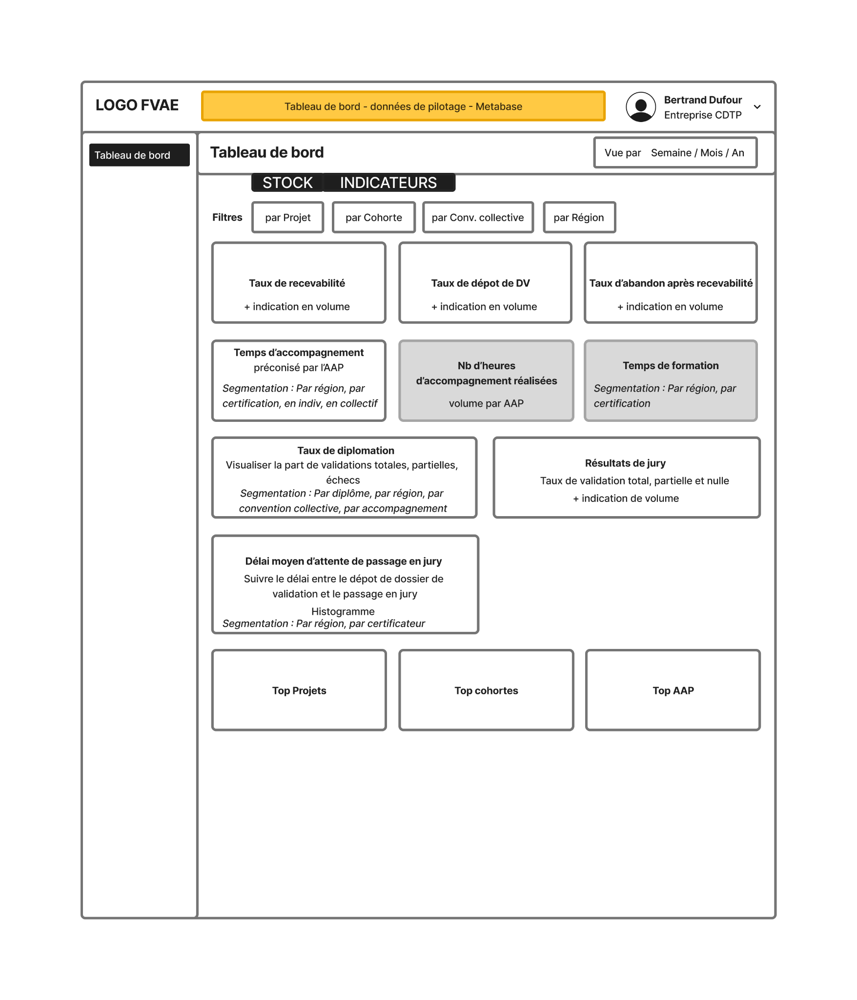 LOGO FVAE
Tableau de bord - données de pilotage - Metabase
Bertrand Dufour
Entreprise CDTP
Tableau de bord
Tableau de bord
Vue par Semaine / Mois / An
STOCK
INDICATEURS
Filtres
par Projet
par Cohorte
par Conv. collective
par Région
Taux de recevabilité
+ indication en volume
Taux de dépot de DV
+ indication en volume
Taux d’abandon après recevabilité
+ indication en volume
Temps d’accompagnement
préconisé par l’AAP
Segmentation : Par région, par
certification, en indiv, en collectif
Nb d’heures
d’accompagnement réalisées
volume par AAP
Temps de formation
Segmentation : Par région, par
certification
Taux de diplomation
Visualiser la part de validations totales, partielles,
échecs
Segmentation : Par diplôme, par région, par
convention collective, par accompagnement
Résultats de jury
Taux de validation total, partielle et nulle
+ indication de volume
Délai moyen d’attente de passage en jury
Suivre le délai entre le dépot de dossier de
validation et le passage en jury
Histogramme
Segmentation : Par région, par certificateur
Top Projets
Top cohortes
Top AAP